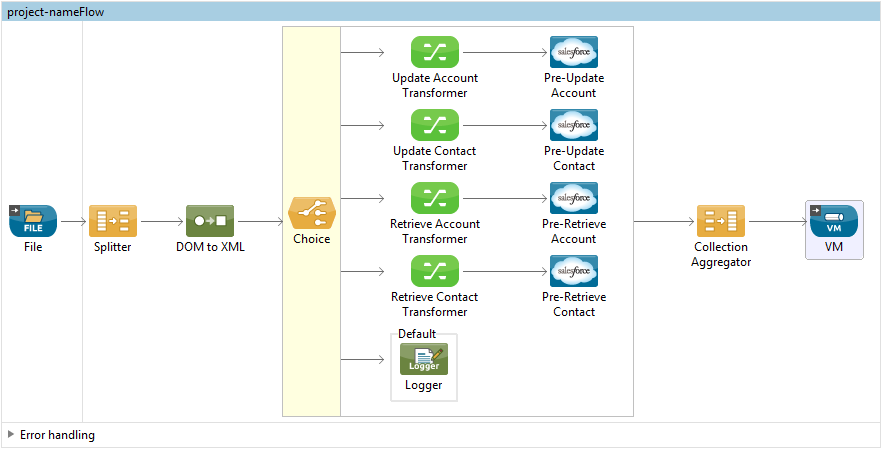 project-nameFlow
FILE
File
Splitter
DOM to XML
Choice
Update Account
Transformer
salesforce
Pre-Update
Account
Update Contact
Transformer
salesforce
Pre-Update
Contact
Retrieve Account
Transformer
salesforce
Pre-Retrieve
Account
Retrieve Contact
Transformer
salesforce
Pre-Retrieve
Contact
Default
Logger
Logger
Collection
Aggregator
VM
VM
Error handling